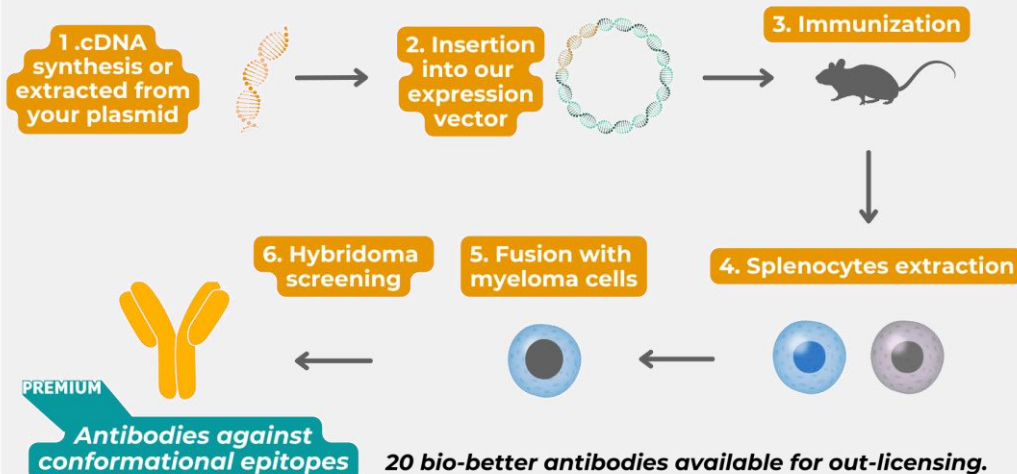 1.cDNA
synthesis or
extracted from
your plasmid
2. Insertion
into our
expression
vector
3. Immunization
4. Splenocytes extraction
5. Fusion with
myeloma cells
6. Hybridoma
screening
PREMIUM
Antibodies against
conformational epitopes
20 bio-better antibodies available for out-licensing.